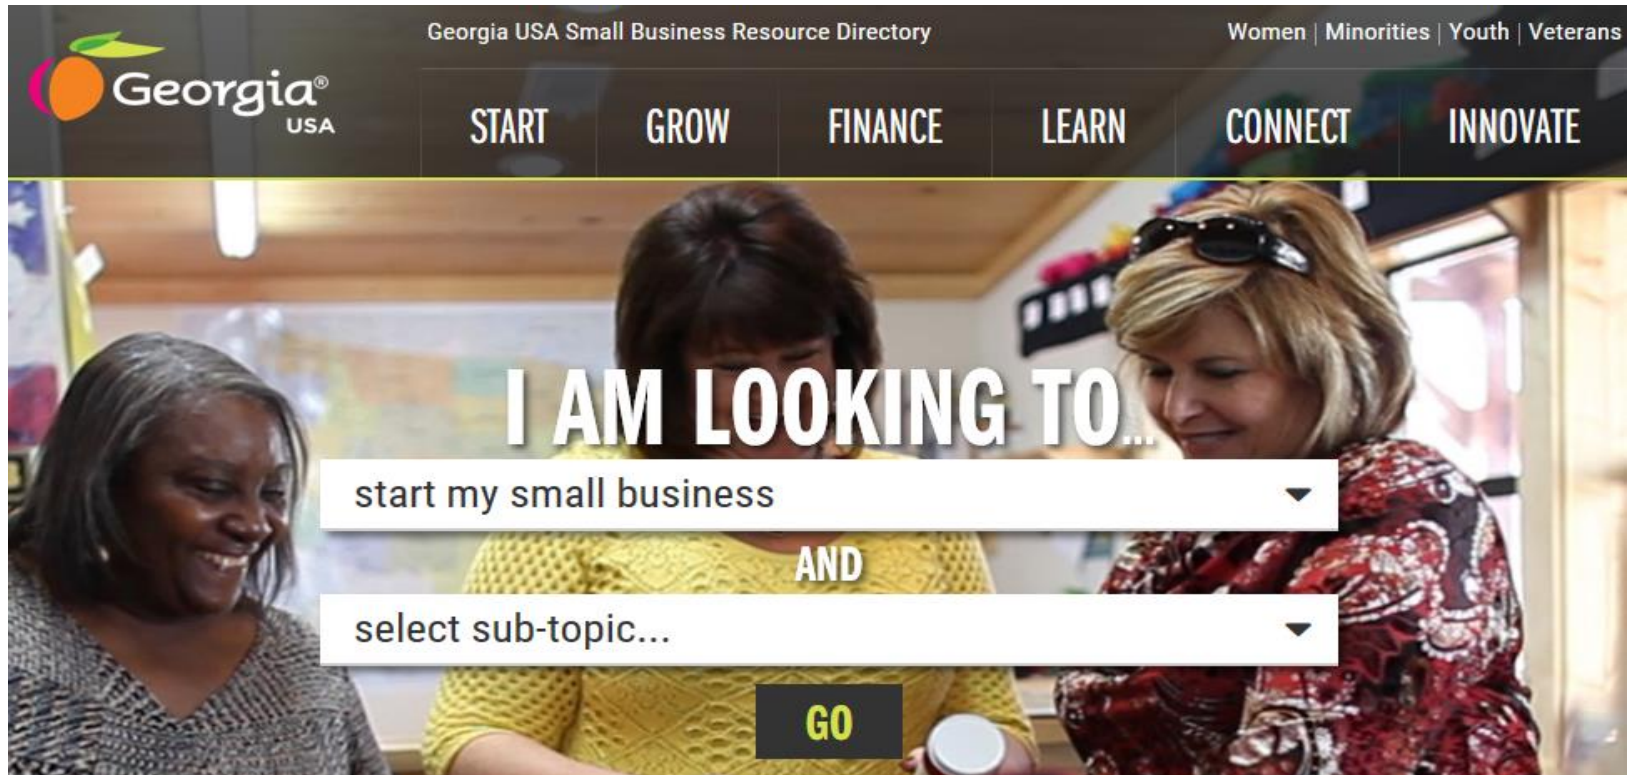 Georgia USA Small Business Resource Directory
Women | Minorities | Youth | Veterans
Georgia®
USA
START GROW FINANCE LEARN CONNECT INNOVATE
I AM LOOKING TO...
start my small business
AND
select sub-topic...
GO